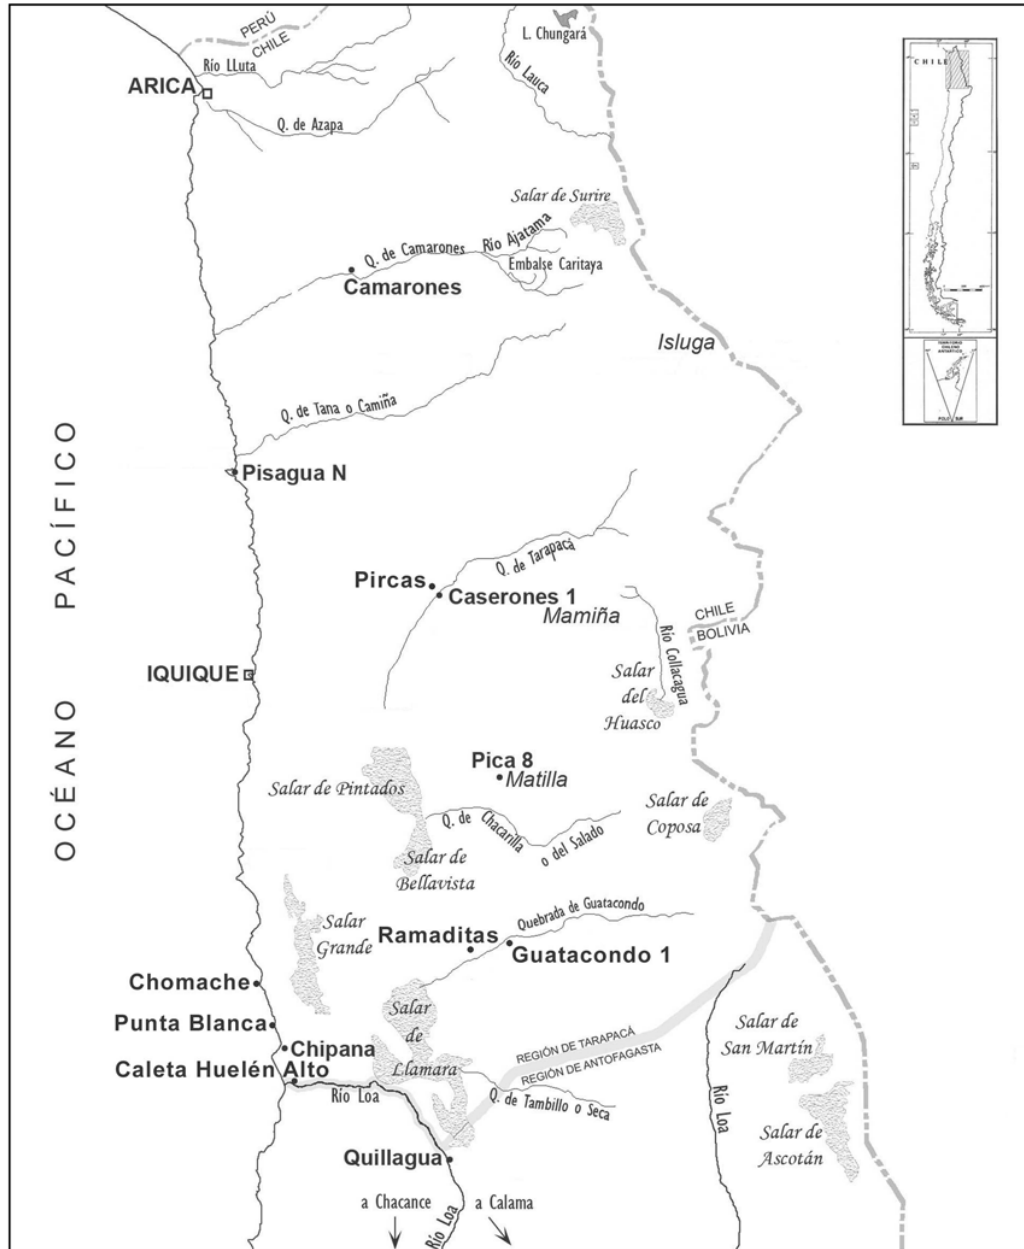 PERÚ
CHILE
L. Chungará
Río LLuta
Río Lauca
ARICA
Q. de Azapa
CHILE
Salar de Surire
Q. de Camarones
Río Ajatama
Embalse Caritaya
Camarones
Isluga
TERRITORIO
CHILENO
ANTÁRTICO
POLO SUR
Q. de Tana o Camiña
OCÉANO PACÍFICO
Pisagua N
Q. de Tarapacá
Pircas
Caserones 1
Mamiña
CHILE
BOLIVIA
Río Collacagua
IQUIQUE
Salar
del
Huasco
Pica 8
Matilla
Salar de Pintados
Q. de Chacarilla o del Salado
Salar de
Coposa
Salar de
Bellavista
Quebrada de Guatacondo
Salar
Grande
Ramaditas
Guatacondo 1
Chomache
Salar
de
Llamara
Punta Blanca
Chipana
Caleta Huelén Alto
REGIÓN DE TARAPACÁ
REGIÓN DE ANTOFAGASTA
Salar de
San Martín
Río Loa
Q. de Tambillo o Seca
Río Loa
Salar de
Ascotán
Quillagua
a Chacance
a Calama
Río Loa